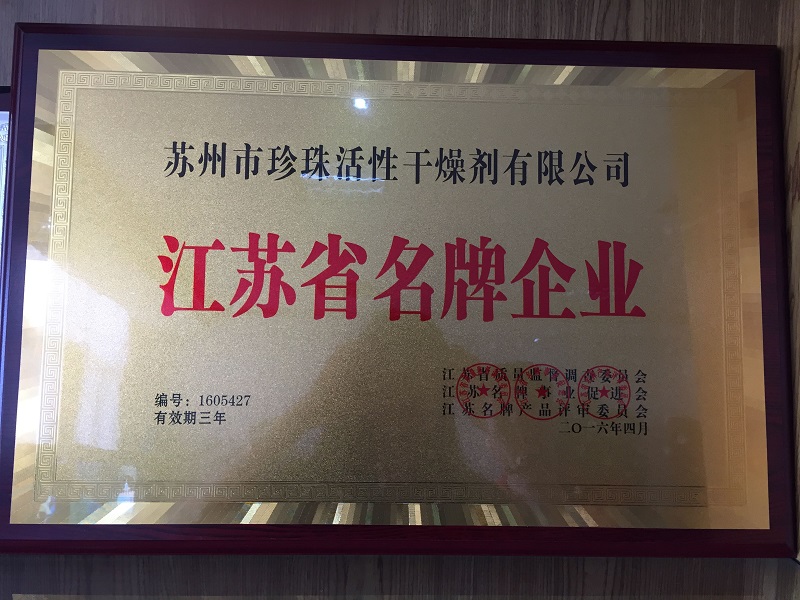 苏州市珍珠活性干燥剂有限公司
江苏省名牌企业
编号：1605427
有效期三年
江苏省质量监督调查委员会
江苏名牌事业促进会
江苏名牌产品评审委员会
二〇一六年四月